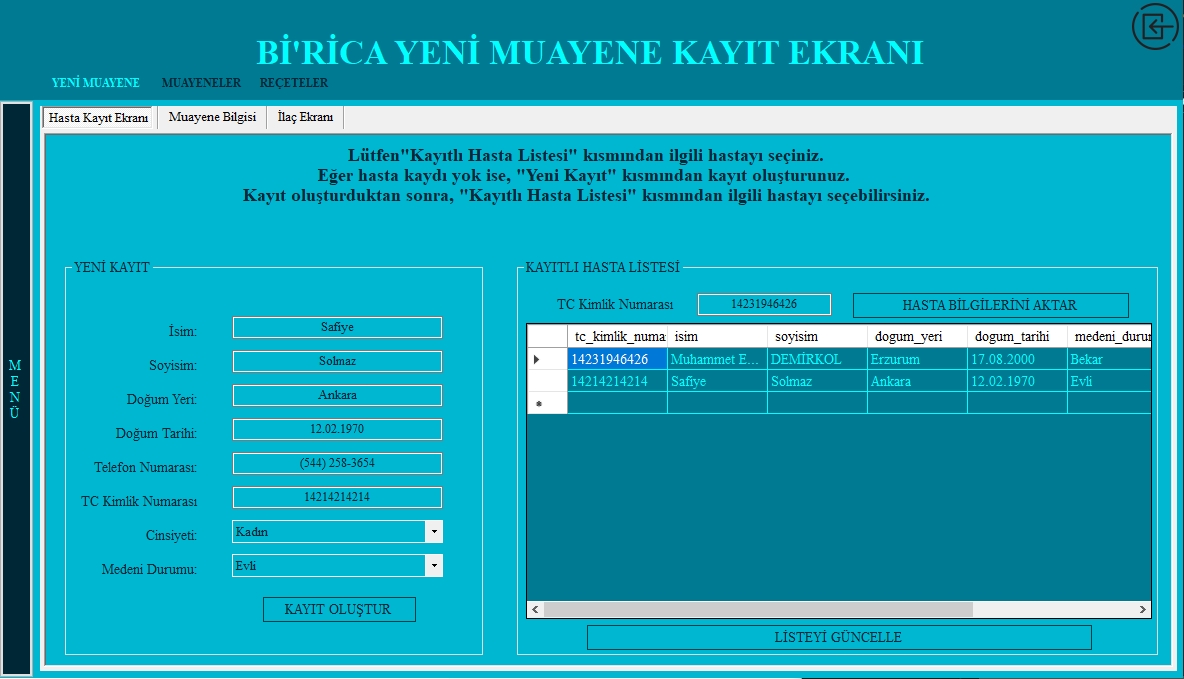 Bİ'RİCA YENİ MUAYENE KAYIT EKRANI
YENİ MUAYENE MUAYENELER REÇETELER
MENÜ
Hasta Kayıt Ekranı Muayene Bilgisi İlaç Ekranı
Lütfen"Kayıtlı Hasta Listesi" kısmından ilgili hastayı seçiniz.
Eğer hasta kaydı yok ise, "Yeni Kayıt" kısmından kayıt oluşturunuz.
Kayıt oluşturduktan sonra, "Kayıtlı Hasta Listesi" kısmından ilgili hastayı seçebilirsiniz.
YENİ KAYIT
İsim: Safiye
Soyisim: Solmaz
Doğum Yeri: Ankara
Doğum Tarihi: 12.02.1970
Telefon Numarası: (544) 258-3654
TC Kimlik Numarası 14214214214
Cinsiyeti: Kadın
Medeni Durumu: Evli
KAYIT OLUŞTUR
KAYITLI HASTA LİSTESİ
TC Kimlik Numarası 14231946426 HASTA BİLGİLERİNİ AKTAR
tc_kimlik_numa isim soyisim dogum_yeri dogum_tarihi medeni_durun
14231946426 Muhammet E... DEMİRKOL Erzurum 17.08.2000 Bekar
14214214214 Safiye Solmaz Ankara 12.02.1970 Evli
LİSTEYİ GÜNCELLE